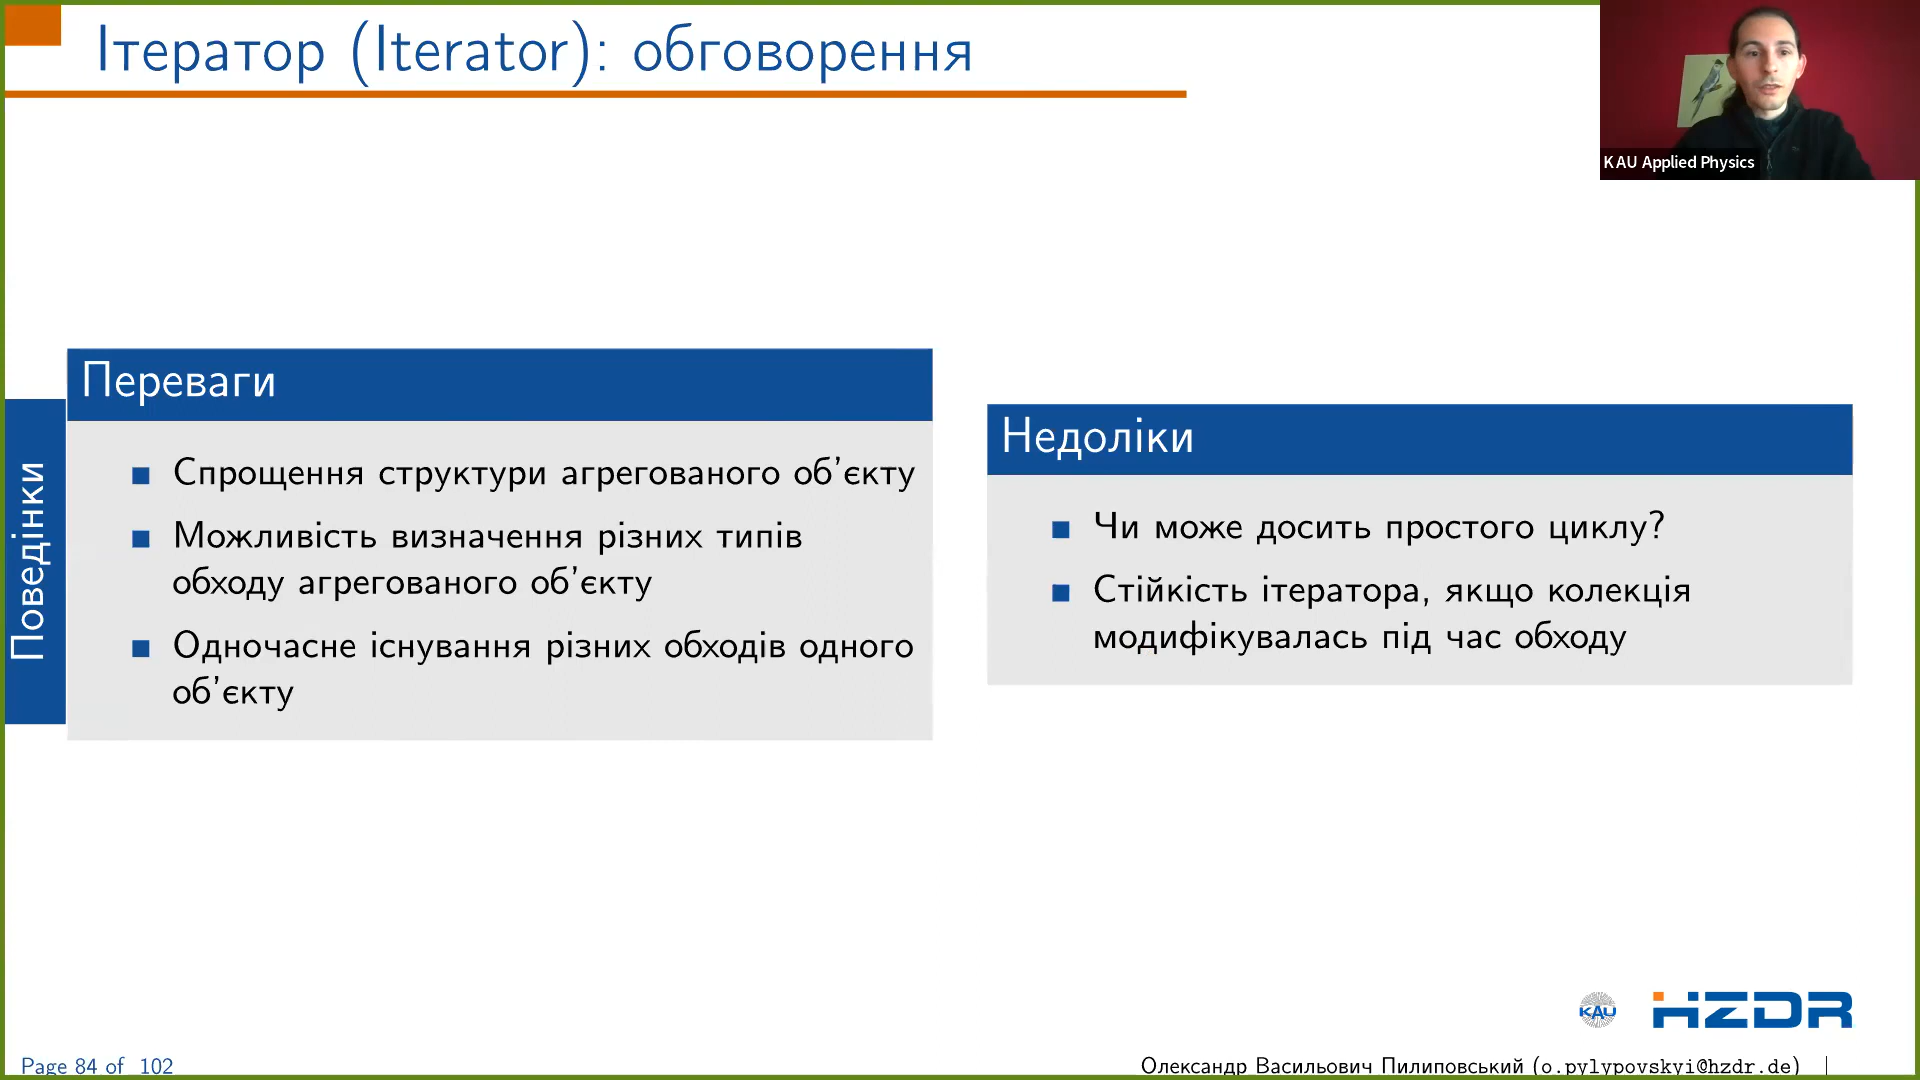 Ітератор (Iterator): обговорення
KAU Applied Physics
Поведінки
Переваги
Спрощення структури агрегованого об’єкту
Можливість визначення різних типів
обходу агрегованого об’єкту
Одночасне існування різних обходів одного
об’єкту
Недоліки
Чи може досить простого циклу?
Стійкість ітератора, якщо колекція
модифікувалась під час обходу
KAU
HZDR
Page 84 of 102
Олександр Васильович Пилиповський (o.pylypovskyi@hzdr.de)